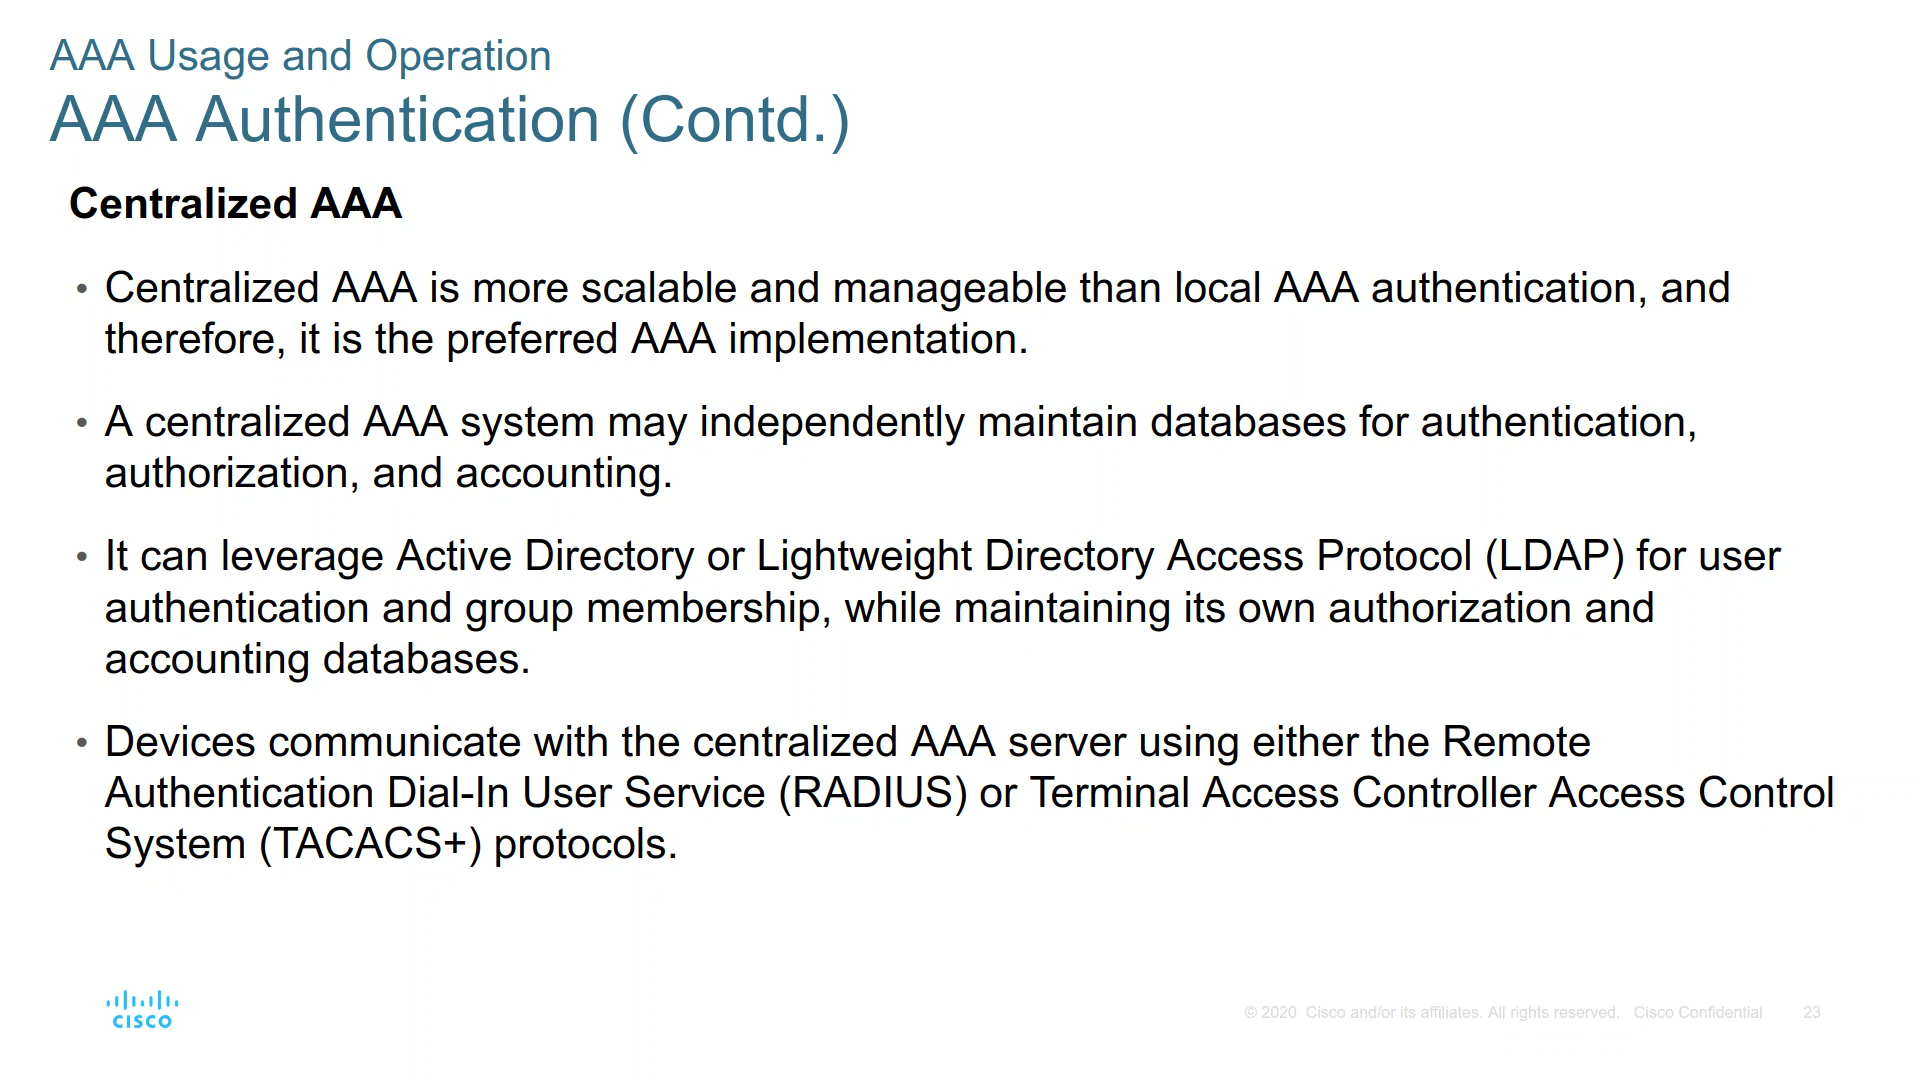 AAA Usage and Operation
AAA Authentication (Contd.)
Centralized AAA
• Centralized AAA is more scalable and manageable than local AAA authentication, and
therefore, it is the preferred AAA implementation.
• A centralized AAA system may independently maintain databases for authentication,
authorization, and accounting.
• It can leverage Active Directory or Lightweight Directory Access Protocol (LDAP) for user
authentication and group membership, while maintaining its own authorization and
accounting databases.
• Devices communicate with the centralized AAA server using either the Remote
Authentication Dial-In User Service (RADIUS) or Terminal Access Controller Access Control
System (TACACS+) protocols.
CISCO
© 2020 Cisco and/or its affiliates. All rights reserved. Cisco Confidential 23